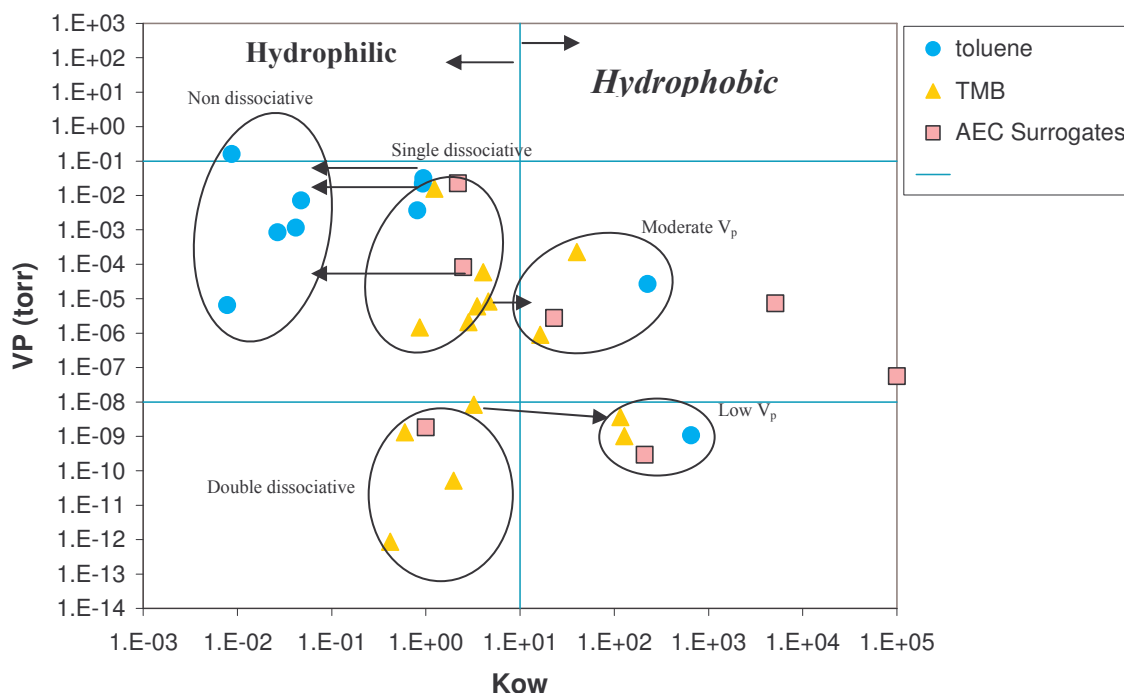 1.E+03
1.E+02
1.E+01
1.E+00
1.E-01
1.E-02
1.E-03
1.E-04
1.E-05
1.E-06
1.E-07
1.E-08
1.E-09
1.E-10
1.E-11
1.E-12
1.E-13
1.E-14
VP (torr)
Hydrophilic
Hydrophobic
Non dissociative
Single dissociative
Moderate Vp
Low Vp
Double dissociative
1.E-03 1.E-02 1.E-01 1.E+00 1.E+01 1.E+02 1.E+03 1.E+04 1.E+05
Kow
toluene
TMB
AEC Surrogates